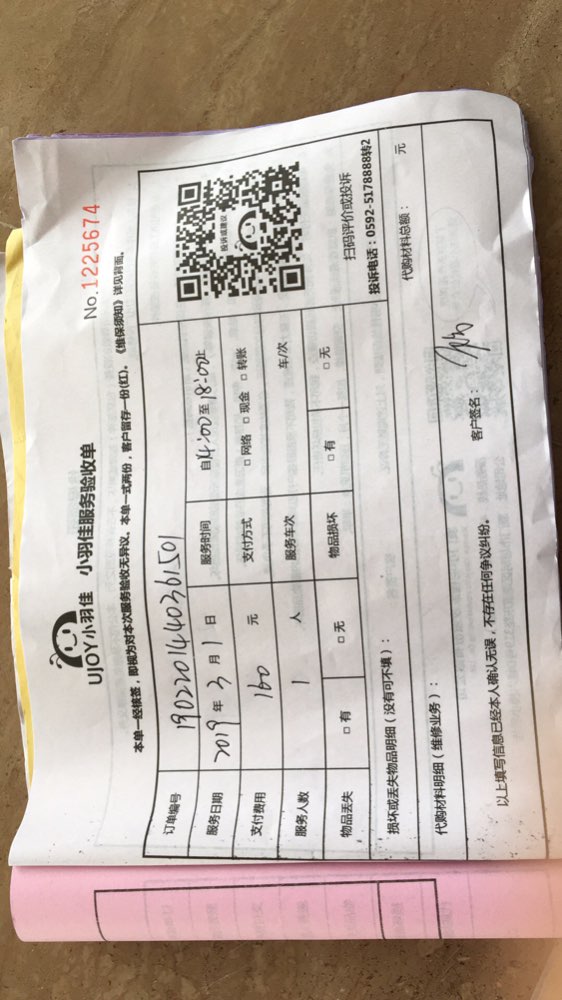 UJOY小羽佳 小羽佳服务验收单
No.1225674
本单一经核签，即视为对本次服务验收无异议。本单一式两份，客户留存一份(红)。《维保须知》详见背面。
订单编号 1902201440361501
服务日期 2019年3月1日 服务时间 自14:00至18:00止
支付费用 160 元 支付方式 □网络 □现金 □转账
服务人数 1 人 服务车次 车/次
物品丢失 □有 □无 物品损坏 □有 □无
投诉或建议
扫码评价或投诉
投诉电话：0592-5178888转2
损坏或丢失物品明细（没有可不填）：
代购材料明细（维修业务）： 代购材料总额： 元
以上填写信息已经本人确认无误，不存在任何争议纠纷。 客户签名：